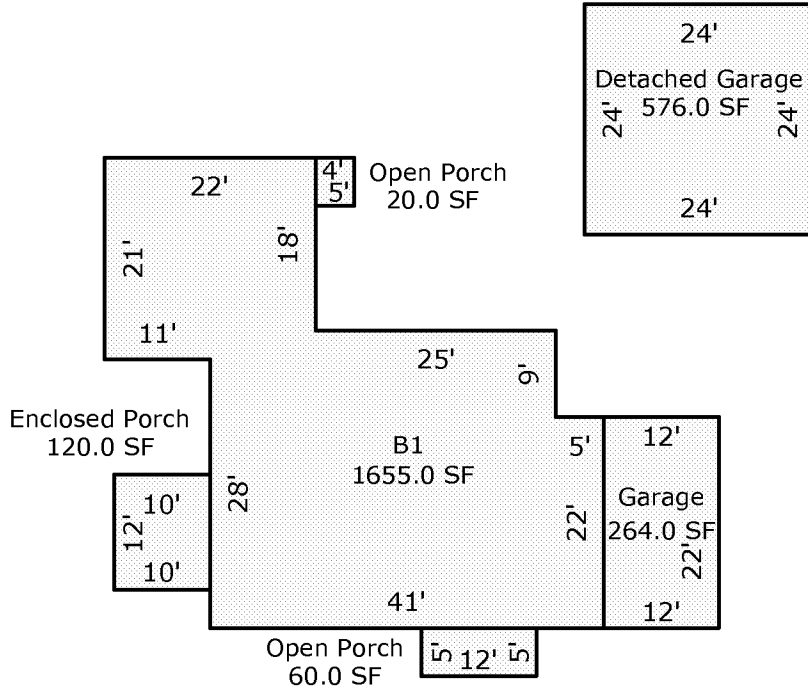 24'
Detached Garage
576.0 SF
24'
24'
24'
22'
4'
5'
Open Porch
20.0 SF
21'
18'
11'
25'
9'
Enclosed Porch
120.0 SF
B1
1655.0 SF
5'
12'
Garage
264.0 SF
10'
12'
10'
28'
22'
22'
41'
12'
Open Porch
60.0 SF
5'
12'
5'